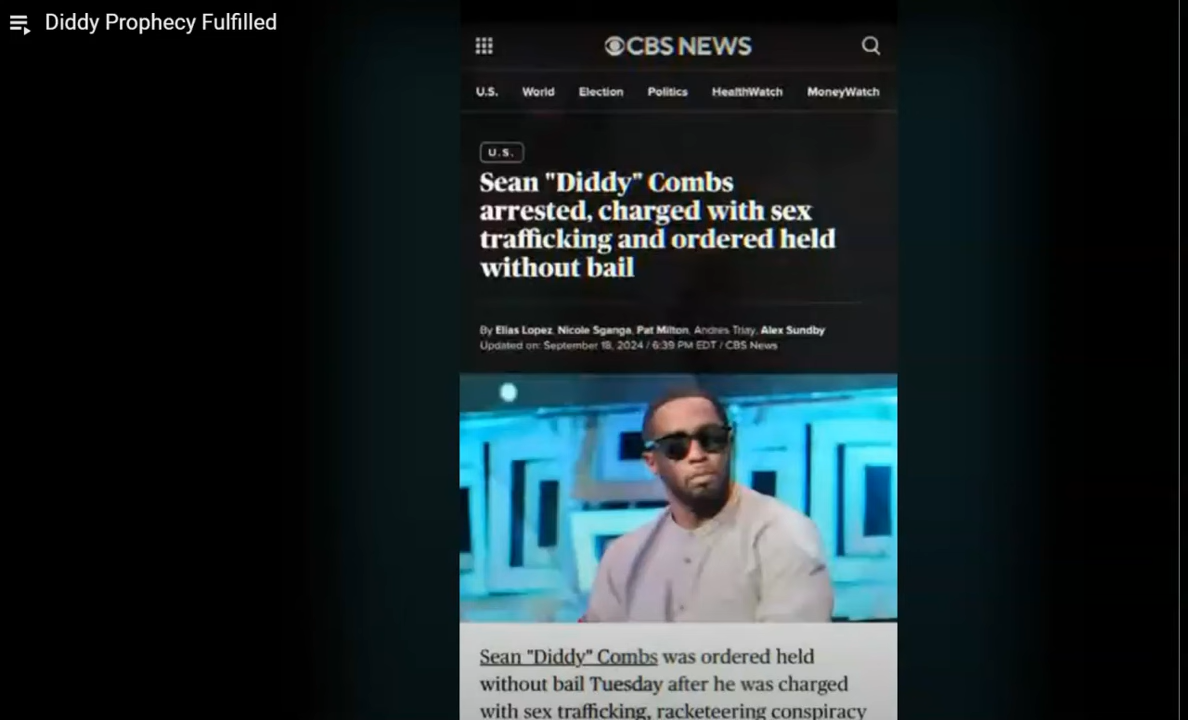 Diddy Prophecy Fulfilled
CBS NEWS
U.S. World Election Politics HealthWatch MoneyWatch
U.S.
Sean "Diddy" Combs
arrested, charged with sex
trafficking and ordered held
without bail
By Elias Lopez, Nicole Sganga, Pat Milton, Andres Triay, Alex Sundby
Updated on: September 18, 2024 / 6:39 PM EDT / CBS News
Sean "Diddy" Combs was ordered held
without bail Tuesday after he was charged
with sex trafficking, racketeering conspiracy